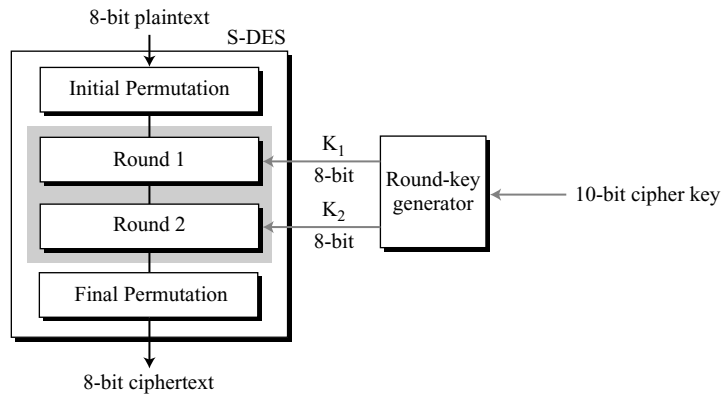 8-bit plaintext
S-DES
Initial Permutation
K1
Round 1
8-bit
Round-key
generator
10-bit cipher key
K2
Round 2
8-bit
Final Permutation
8-bit ciphertext